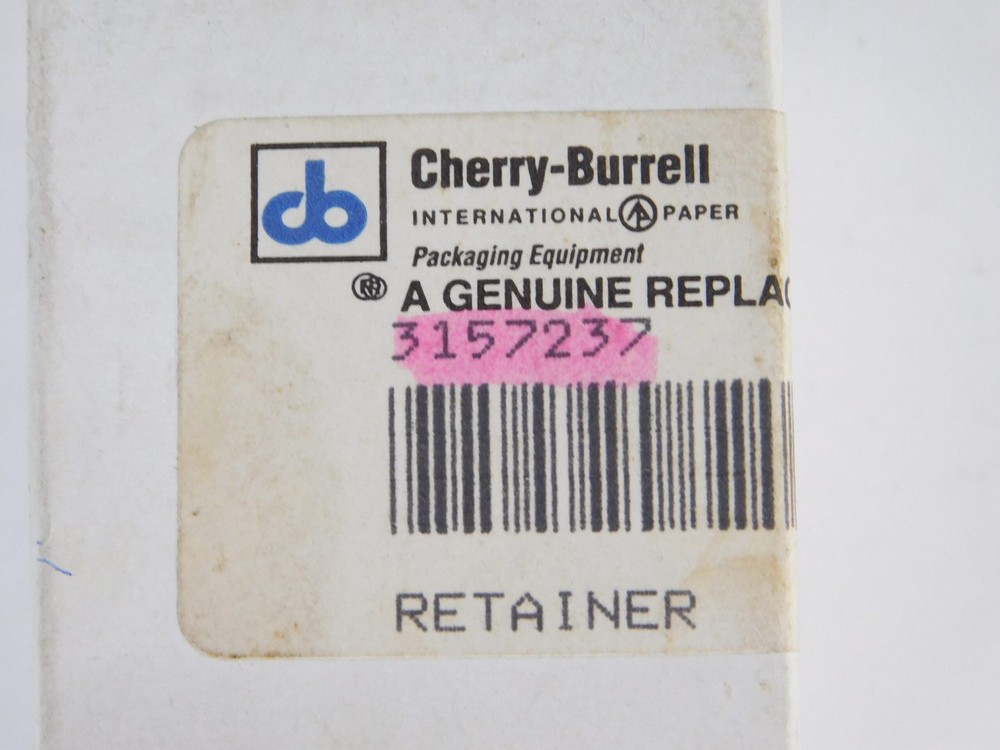 cb
Cherry-Burrell
INTERNATIONAL PAPER
Packaging Equipment
® A GENUINE REPLAC
3157237
RETAINER